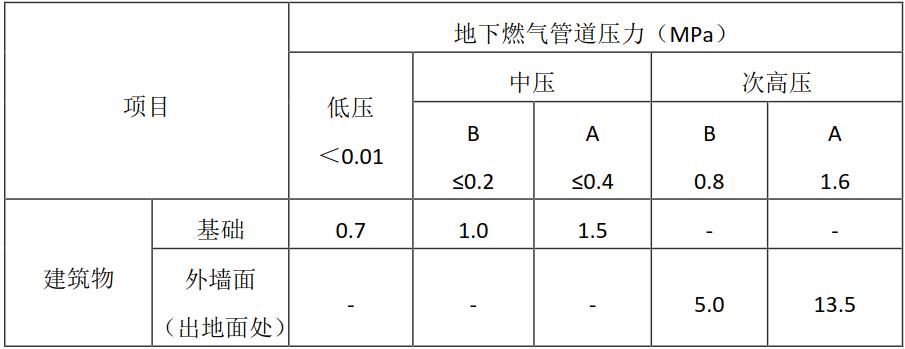 项目
地下燃气管道压力（MPa）
低压
＜0.01
中压
次高压
B
≤0.2
A
≤0.4
B
0.8
A
1.6
建筑物
基础
0.7
1.0
1.5
-
-
外墙面
（出地面处）
-
-
-
5.0
13.5